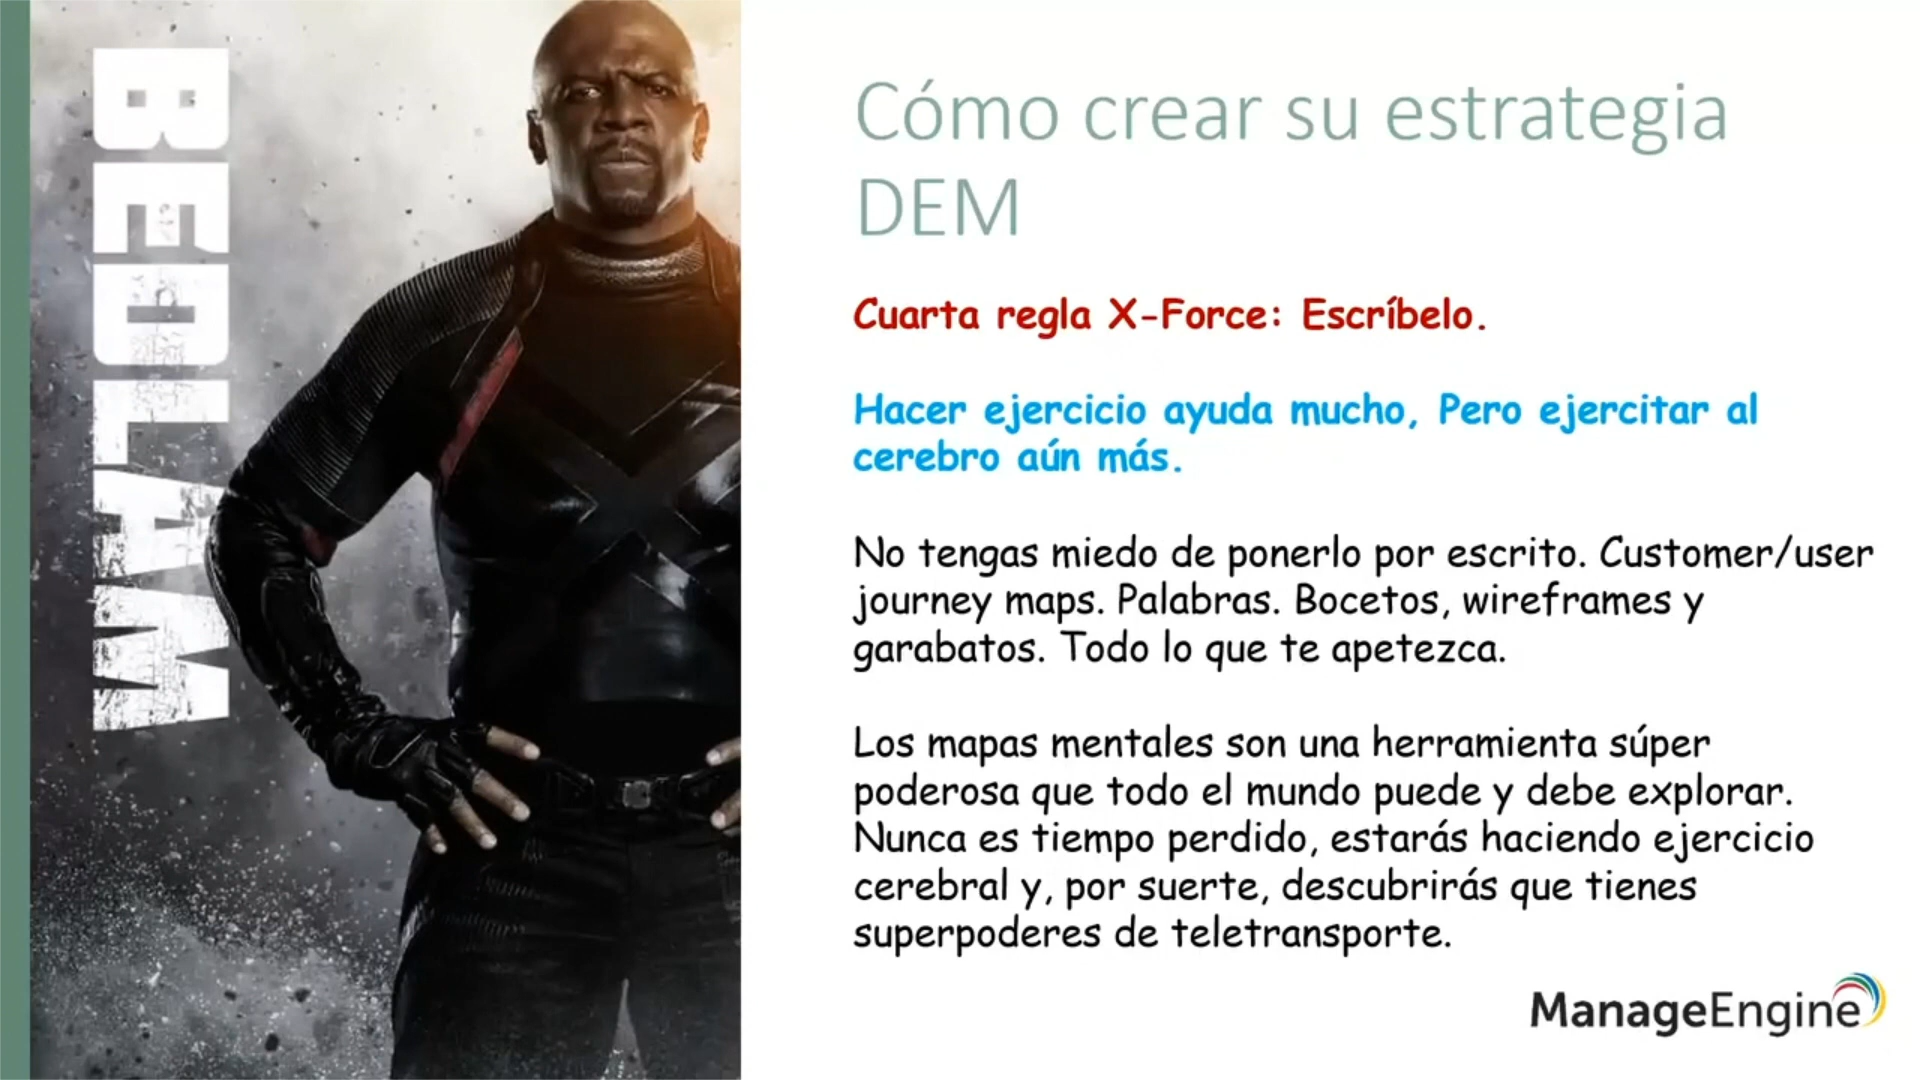 BEDLAM
Cómo crear su estrategia
DEM
Cuarta regla X-Force: Escríbelo.
Hacer ejercicio ayuda mucho, Pero ejercitar al
cerebro aún más.
No tengas miedo de ponerlo por escrito. Customer/user
journey maps. Palabras. Bocetos, wireframes y
garabatos. Todo lo que te apetezca.
Los mapas mentales son una herramienta súper
poderosa que todo el mundo puede y debe explorar.
Nunca es tiempo perdido, estarás haciendo ejercicio
cerebral y, por suerte, descubrirás que tienes
superpoderes de teletransporte.
ManageEngine